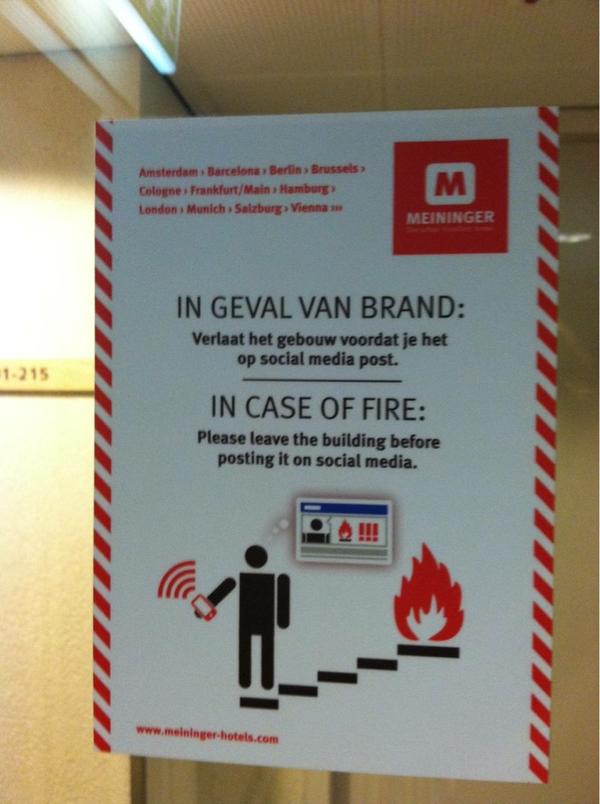 Amsterdam › Barcelona › Berlin › Brussels ›
Cologne › Frankfurt/Main › Hamburg ›
London › Munich › Salzburg › Vienna »»
M
MEININGER
IN GEVAL VAN BRAND:
Verlaat het gebouw voordat je het
op social media post.
IN CASE OF FIRE:
Please leave the building before
posting it on social media.
!!!
www.meininger-hotels.com
1-215